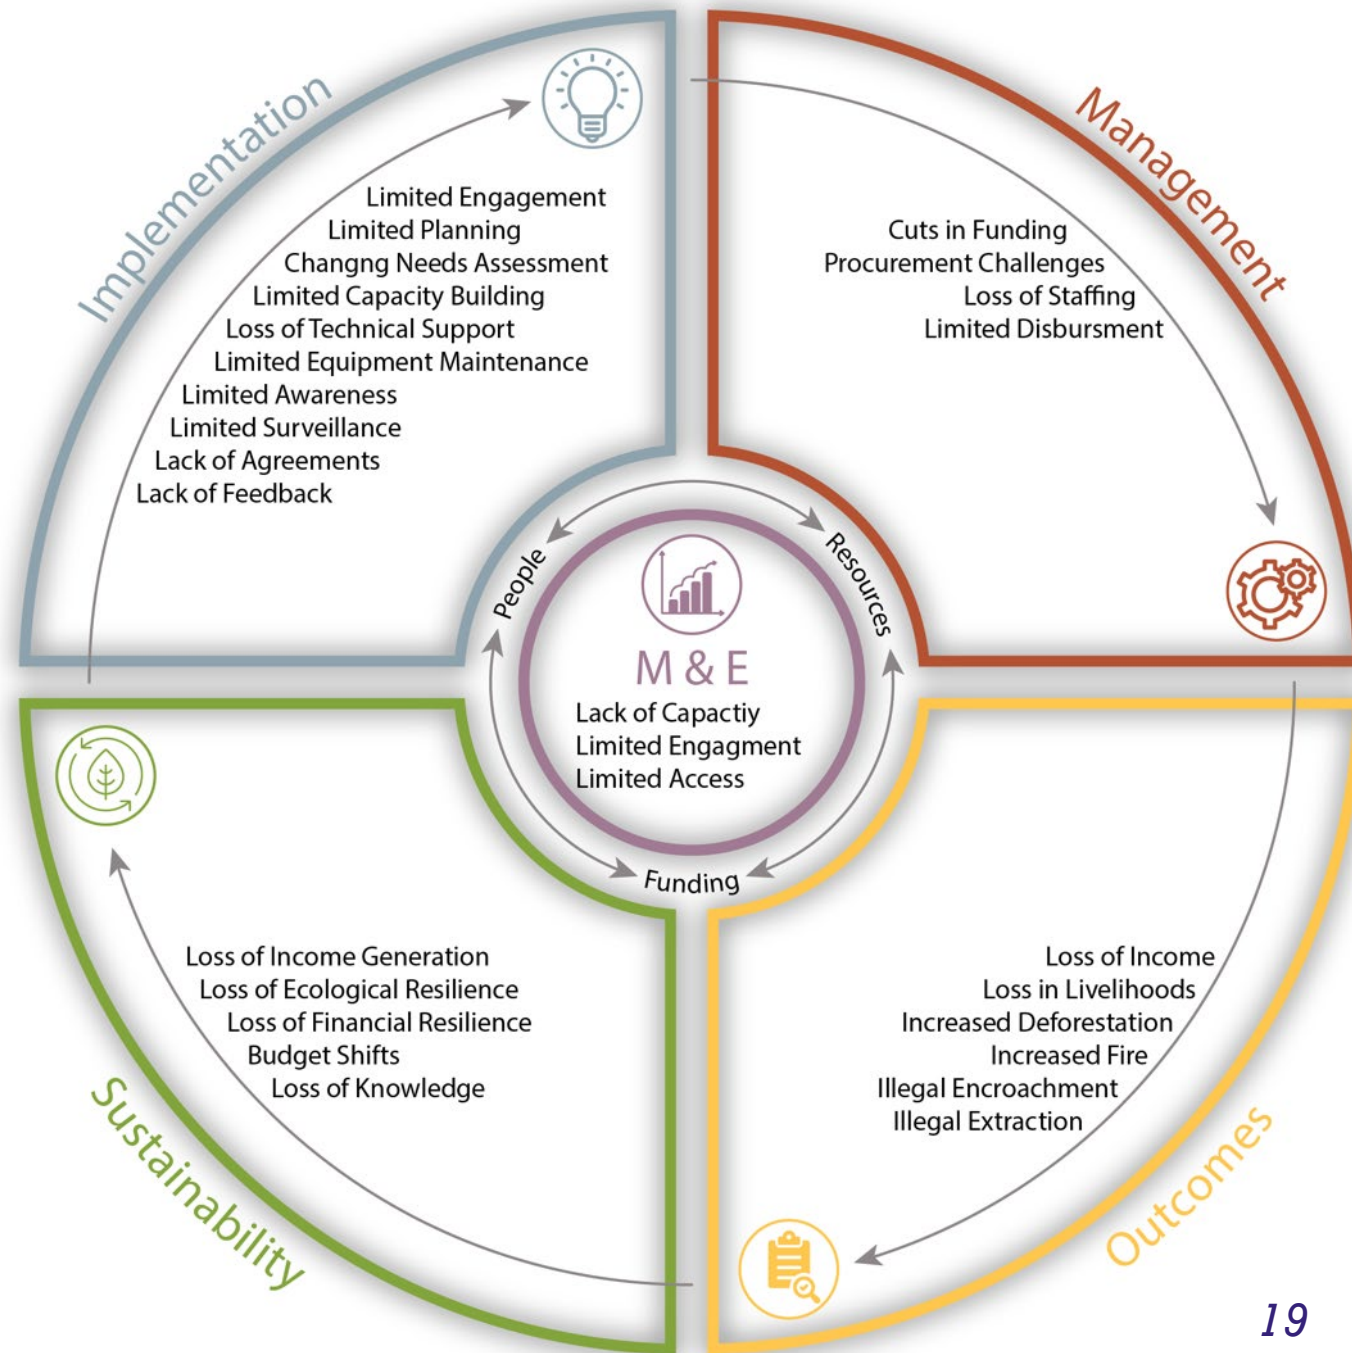 Implementation
Limited Engagement
Limited Planning
Changng Needs Assessment
Limited Capacity Building
Loss of Technical Support
Limited Equipment Maintenance
Limited Awareness
Limited Surveillance
Lack of Agreements
Lack of Feedback
Management
Cuts in Funding
Procurement Challenges
Loss of Staffing
Limited Disbursment
People
Resources
Funding
M & E
Lack of Capactiy
Limited Engagment
Limited Access
Sustainability
Loss of Income Generation
Loss of Ecological Resilience
Loss of Financial Resilience
Budget Shifts
Loss of Knowledge
Outcomes
Loss of Income
Loss in Livelihoods
Increased Deforestation
Increased Fire
Illegal Encroachment
Illegal Extraction
19